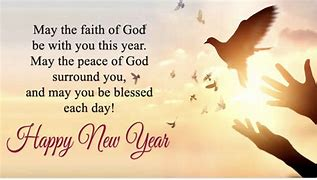 May the faith of God
be with you this year.
May the peace of God
surround you,
and may you be blessed
each day!
Happy New Year